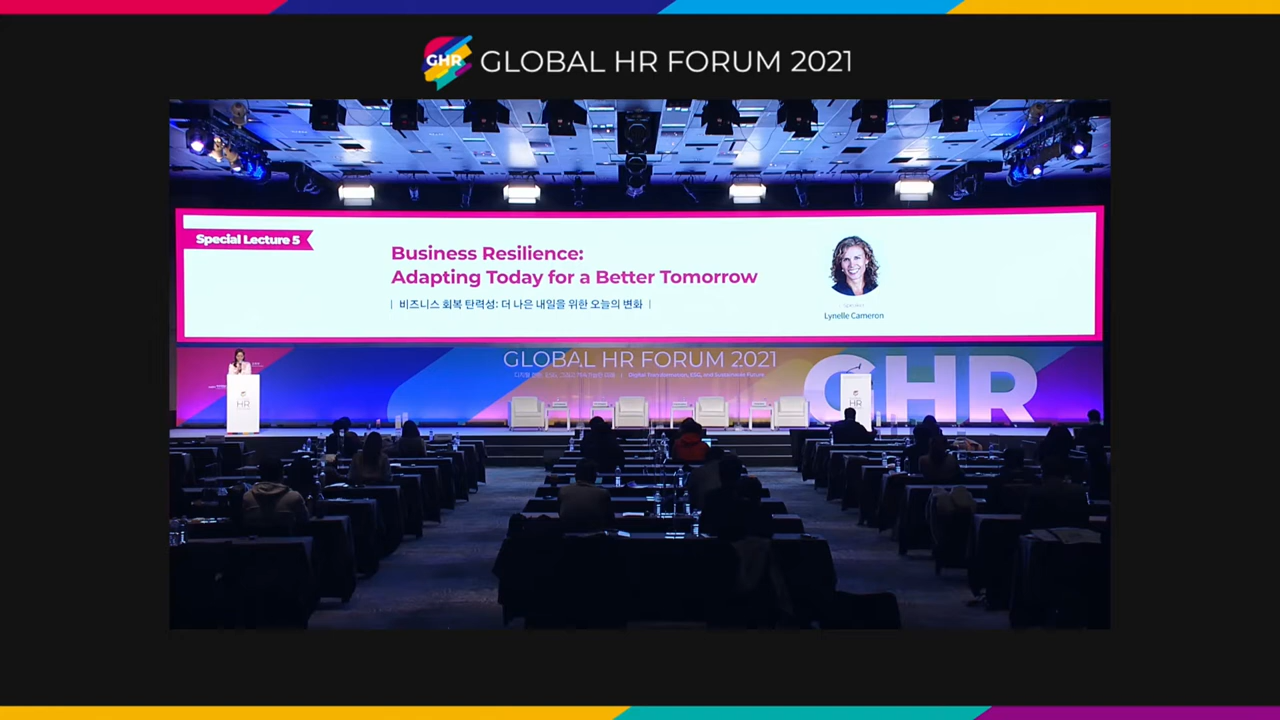 GHR GLOBAL HR FORUM 2021
Special Lecture 5
Business Resilience:
Adapting Today for a Better Tomorrow
| 비즈니스 회복 탄력성: 더 나은 내일을 위한 오늘의 변화 |
Lynelle Cameron
GLOBAL HR FORUM 2021
GHR
HR
HR